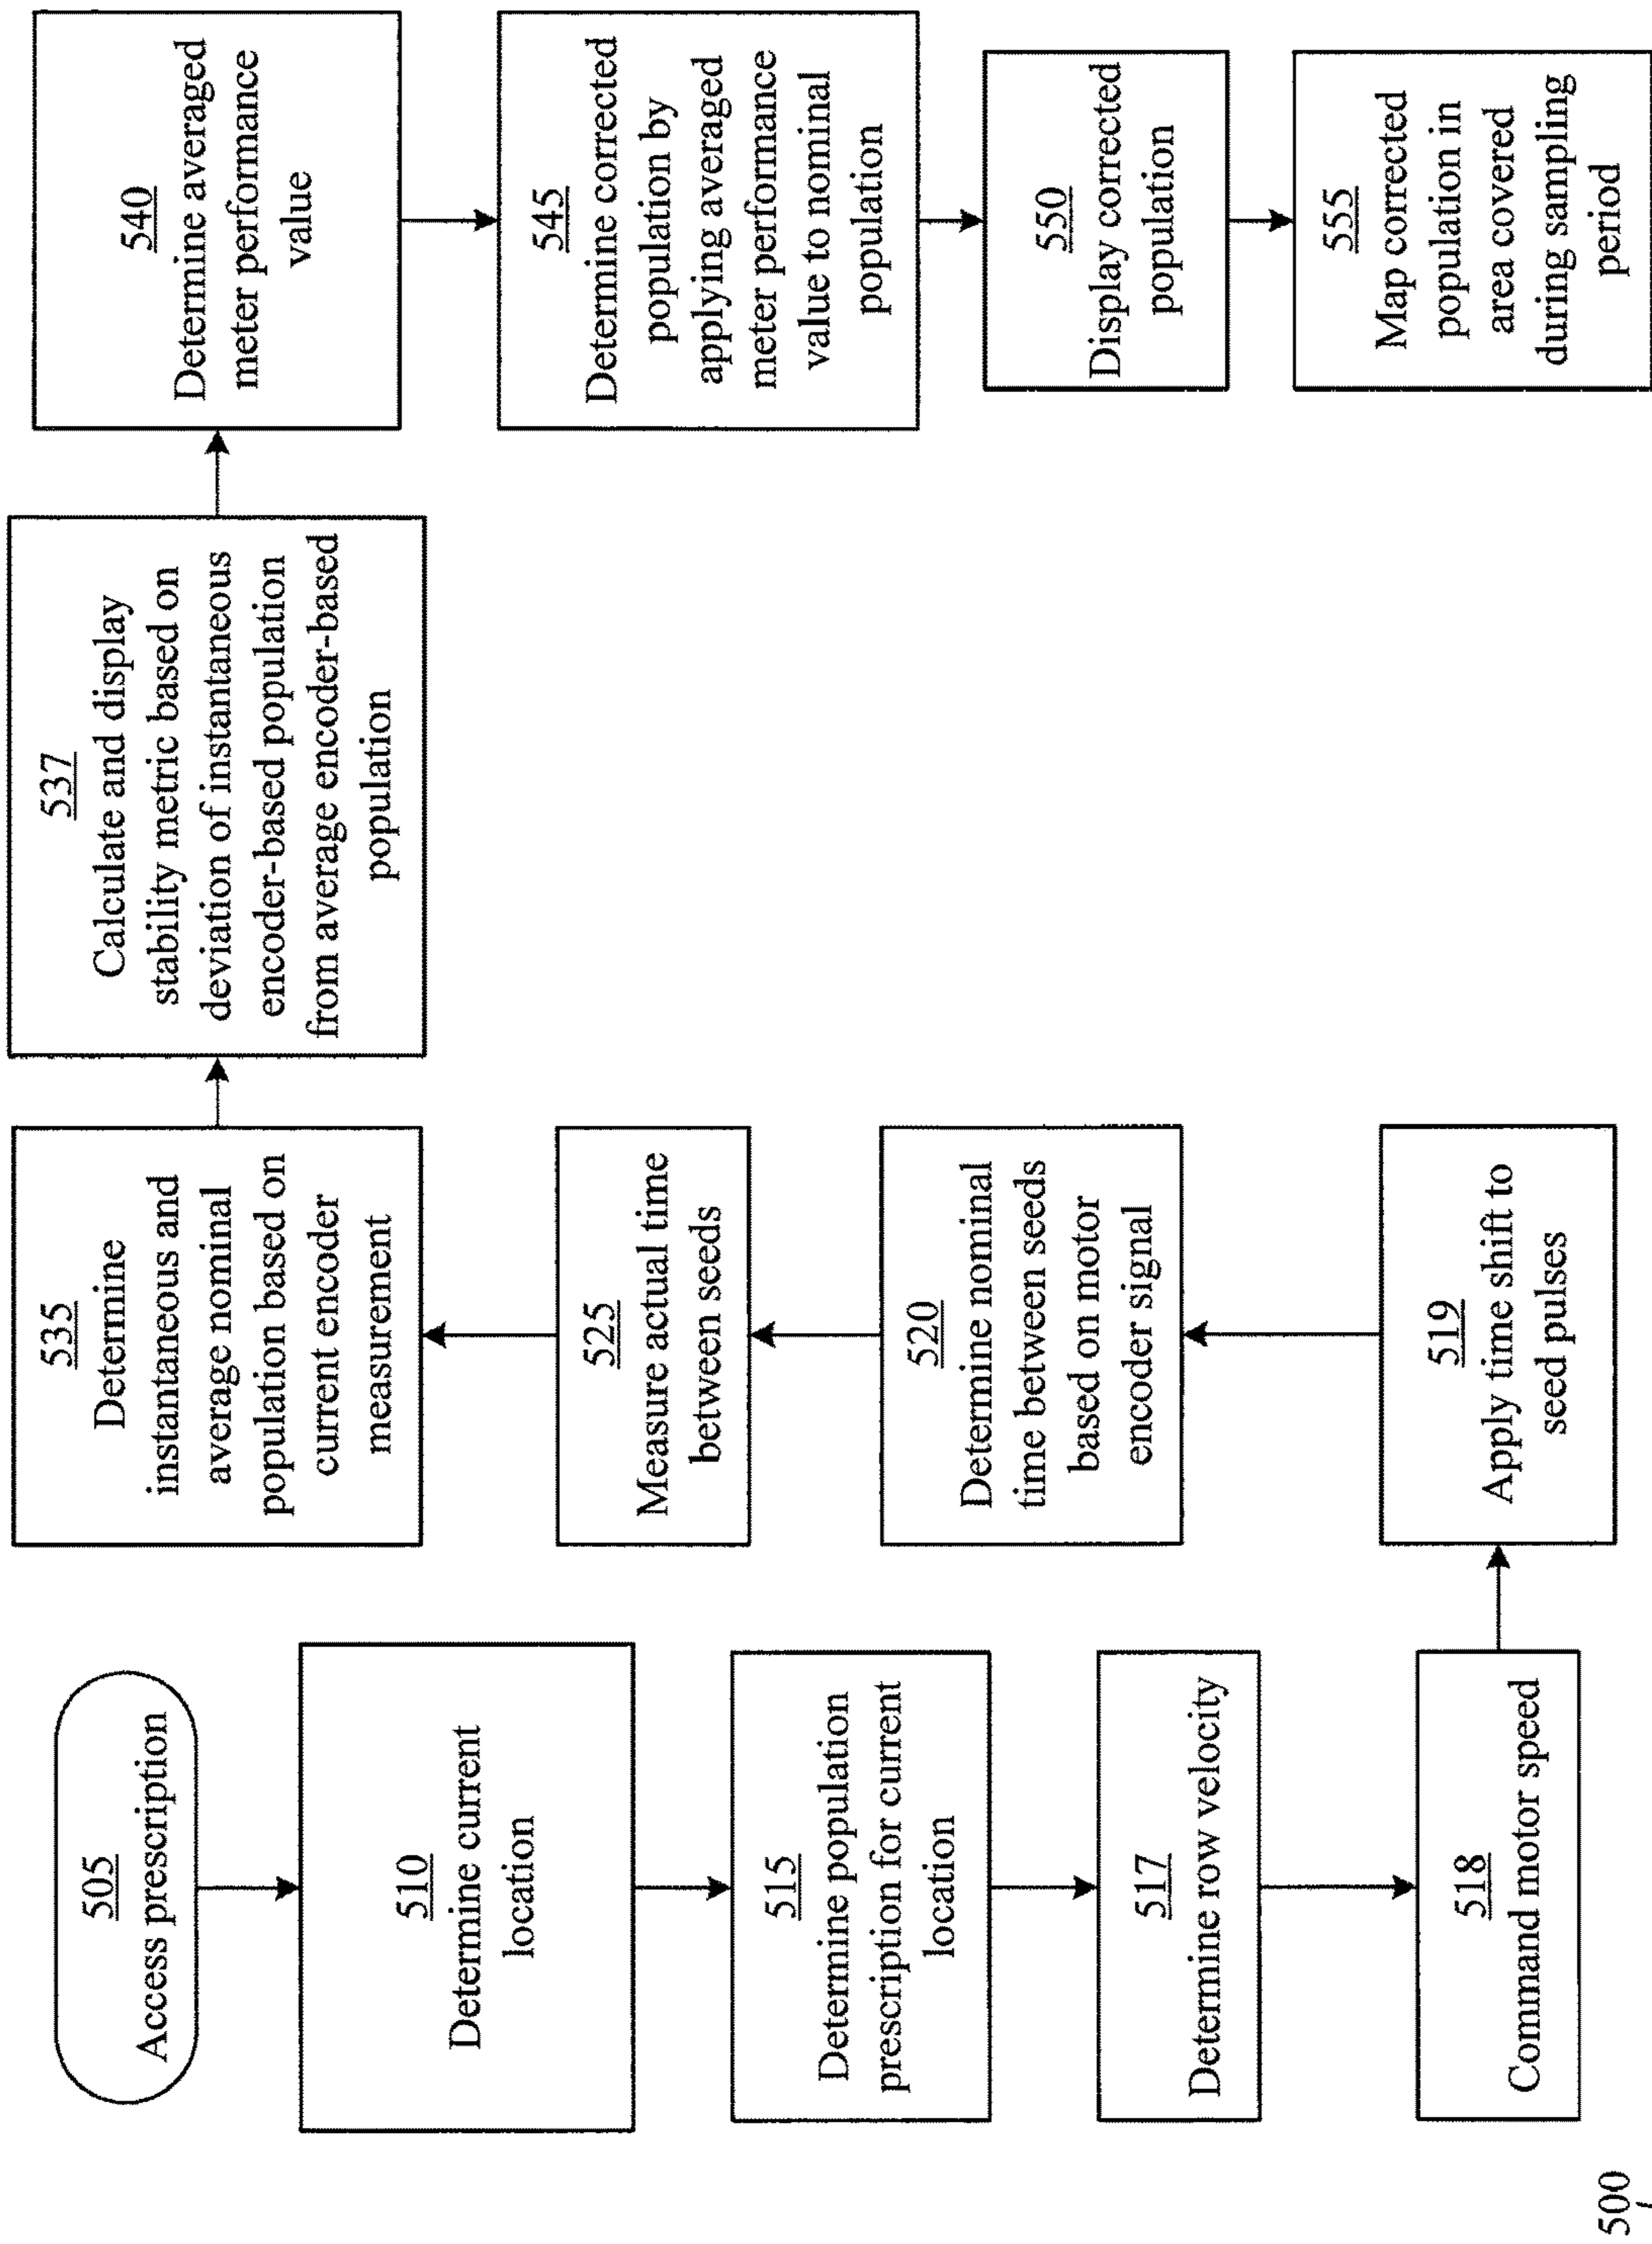 505
Access prescription
510
Determine current
location
515
Determine population
prescription for current
location
517
Determine row velocity
518
Command motor speed
519
Apply time shift to
seed pulses
520
Determine nominal
time between seeds
based on motor
encoder signal
525
Measure actual time
between seeds
535
Determine
instantaneous and
average nominal
population based on
current encoder
measurement
537
Calculate and display
stability metric based on
deviation of instantaneous
encoder-based population
from average encoder-based
population
540
Determine averaged
meter performance
value
545
Determine corrected
population by
applying averaged
meter performance
value to nominal
population
550
Display corrected
population
555
Map corrected
population in
area covered
during sampling
period
500